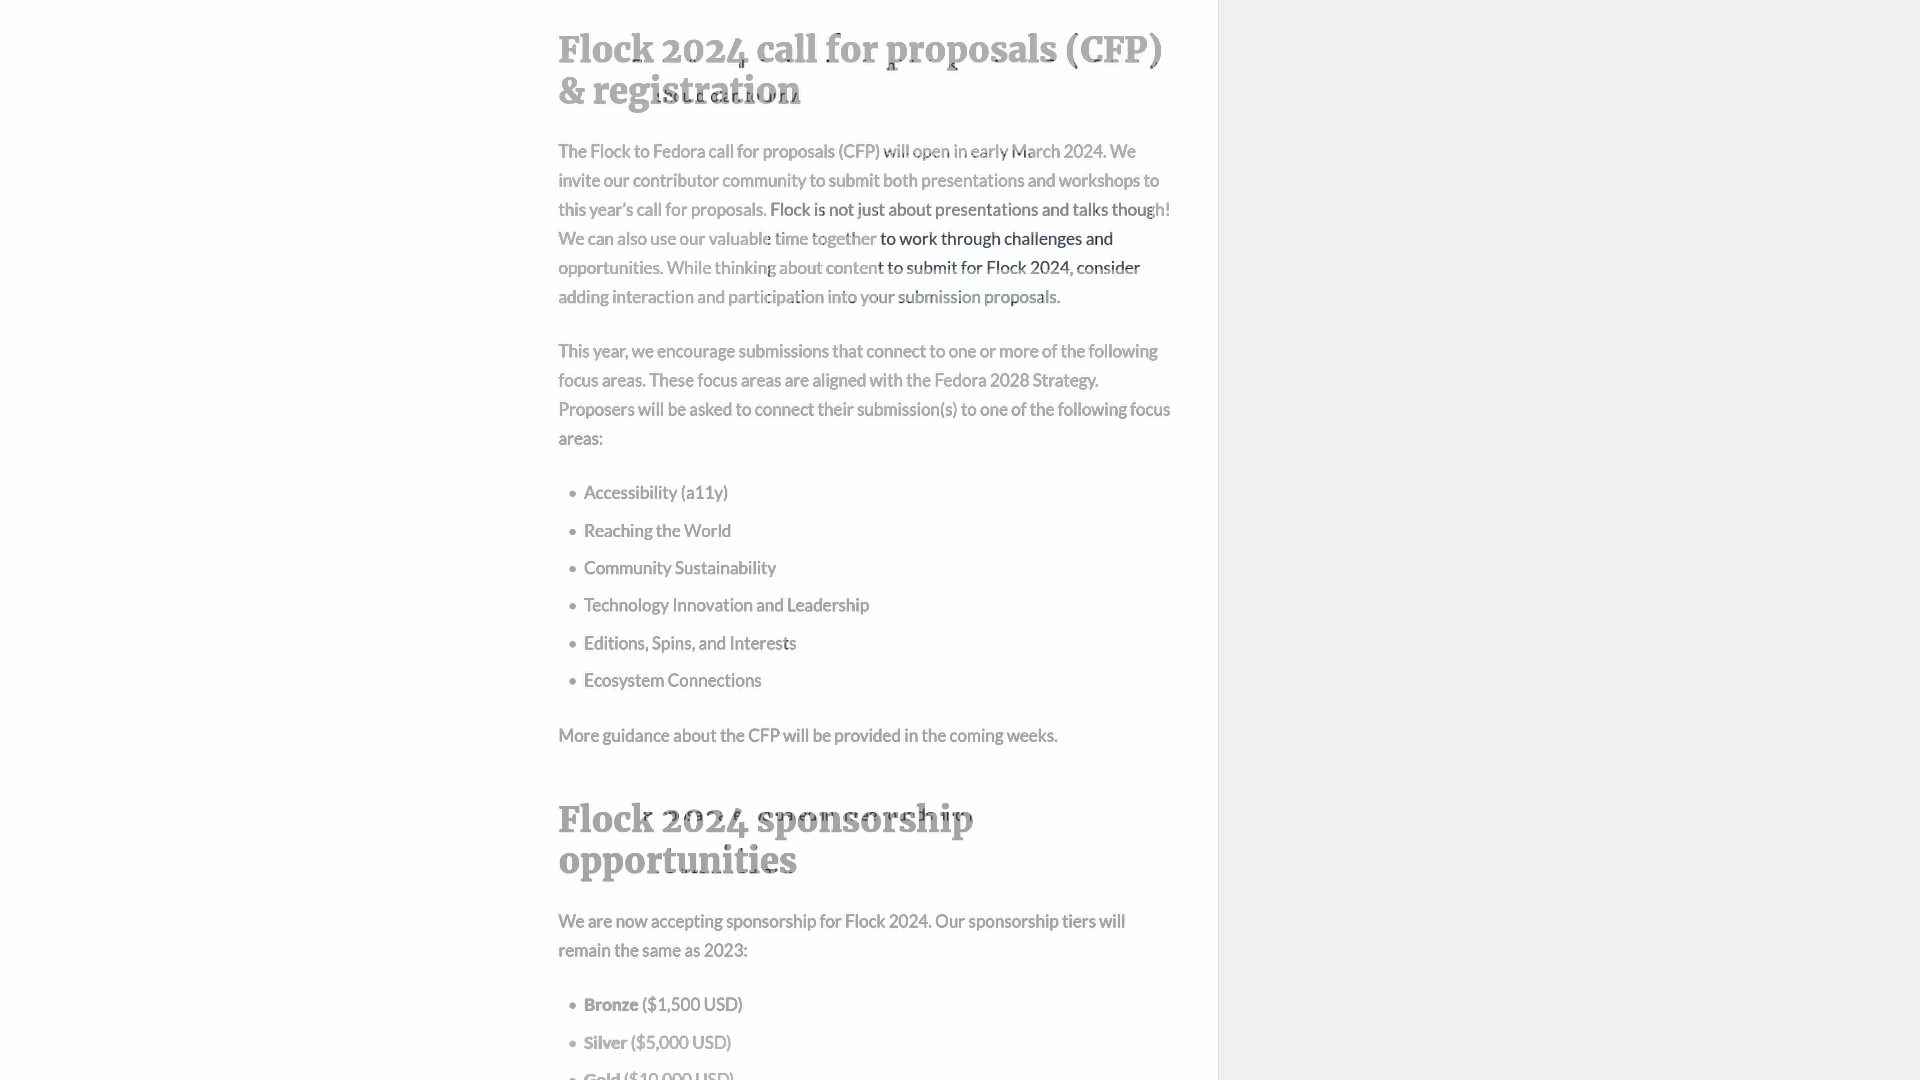 Flock 2024 call for proposals (CFP)
& registration
The Flock to Fedora call for proposals (CFP) will open in early March 2024. We
invite our contributor community to submit both presentations and workshops to
this year’s call for proposals. Flock is not just about presentations and talks though!
We can also use our valuable time together to work through challenges and
opportunities. While thinking about content to submit for Flock 2024, consider
adding interaction and participation into your submission proposals.
This year, we encourage submissions that connect to one or more of the following
focus areas. These focus areas are aligned with the Fedora 2028 Strategy.
Proposers will be asked to connect their submission(s) to one of the following focus
areas:
• Accessibility (a11y)
• Reaching the World
• Community Sustainability
• Technology Innovation and Leadership
• Editions, Spins, and Interests
• Ecosystem Connections
More guidance about the CFP will be provided in the coming weeks.
Flock 2024 sponsorship
opportunities
We are now accepting sponsorship for Flock 2024. Our sponsorship tiers will
remain the same as 2023:
• Bronze ($1,500 USD)
• Silver ($5,000 USD)
• Gold ($10,000 USD)